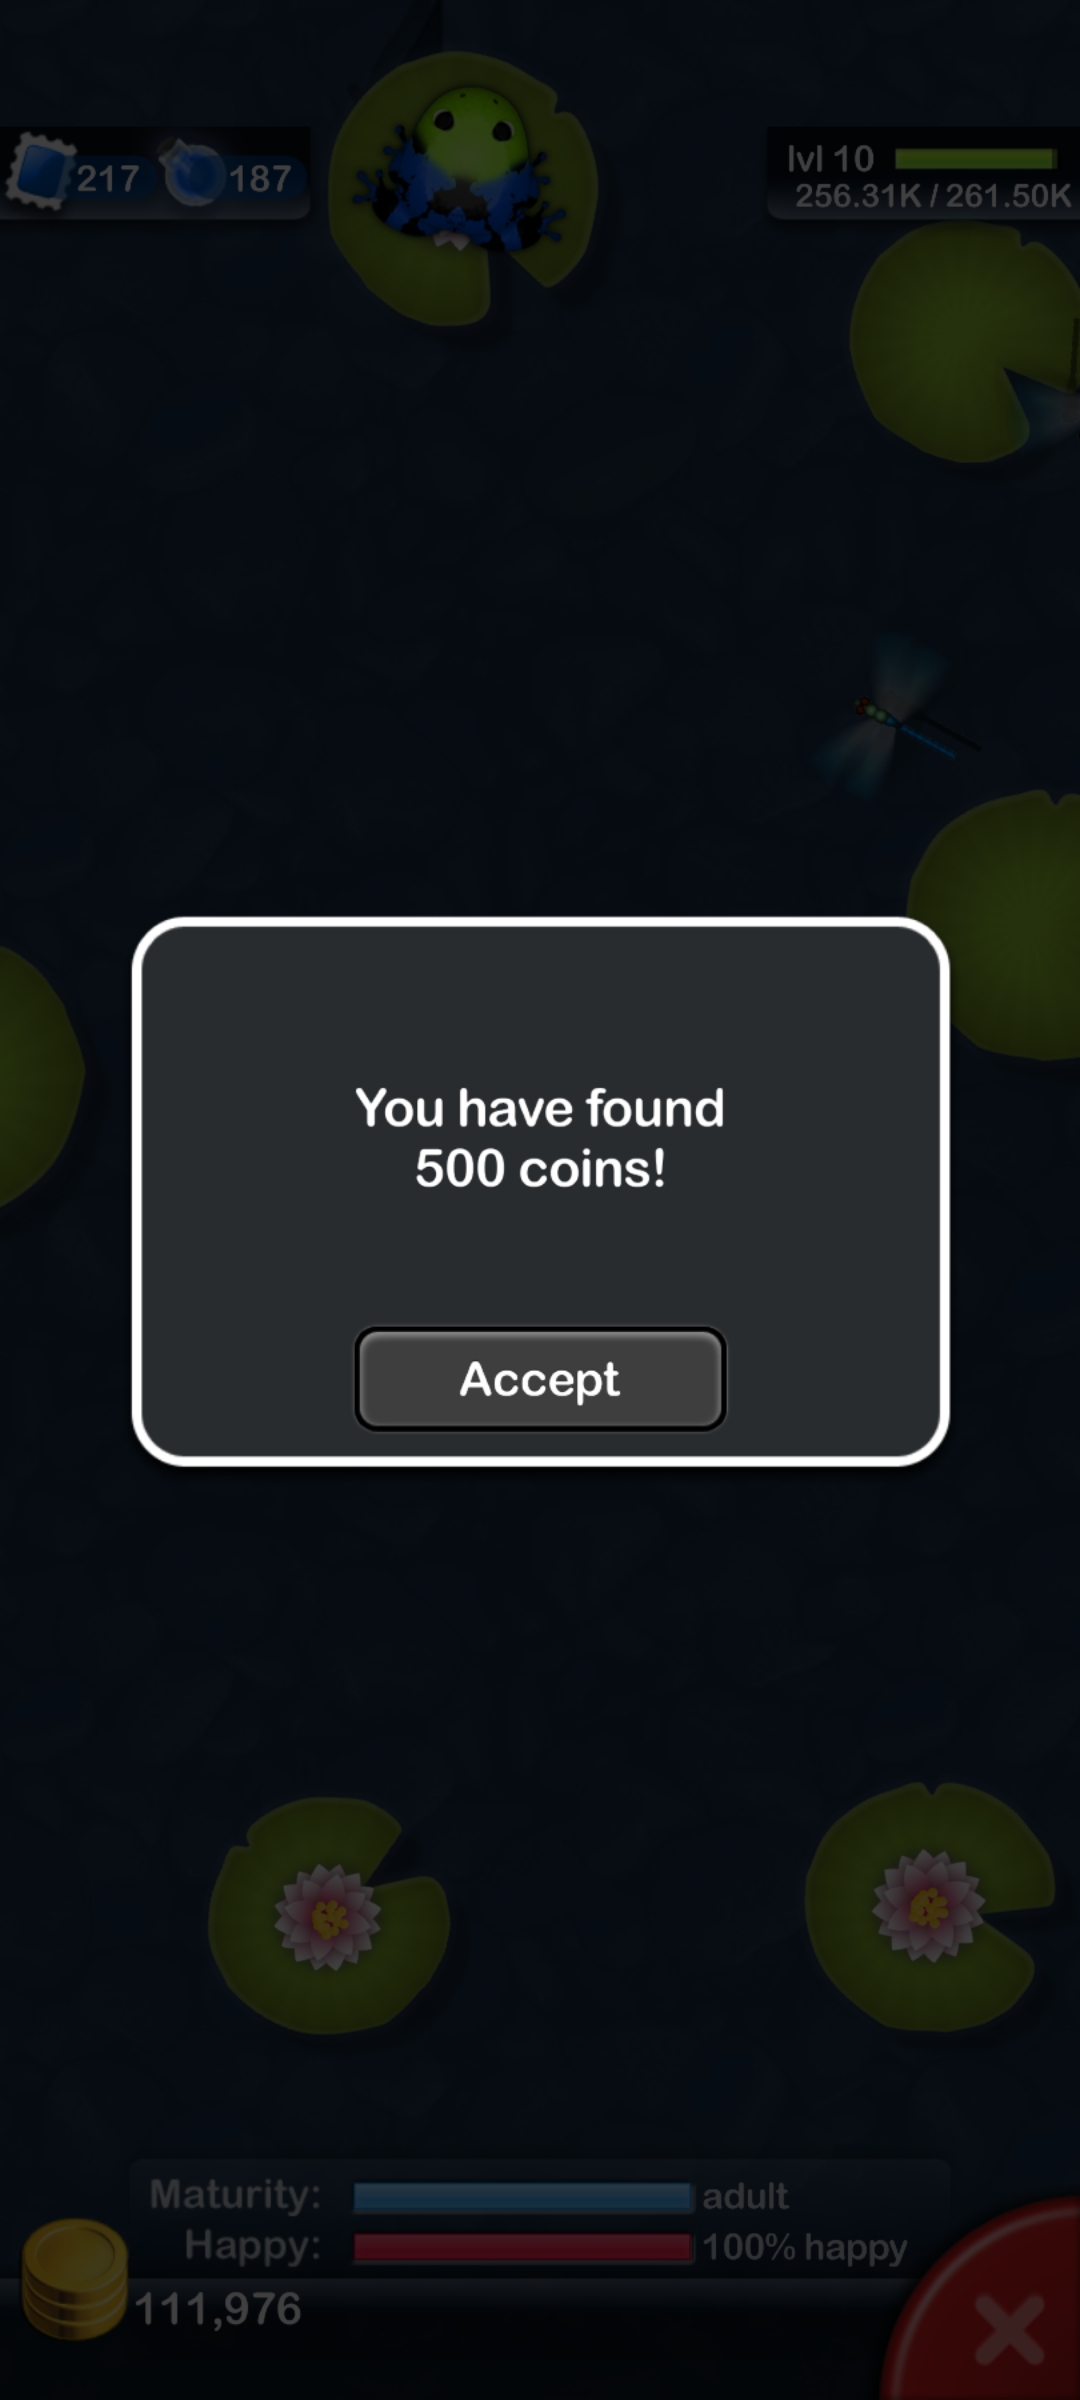 217 187
lvl 10
256.31K / 261.50K
You have found
500 coins!
Accept
Maturity: adult
Happy: 100% happy
111,976